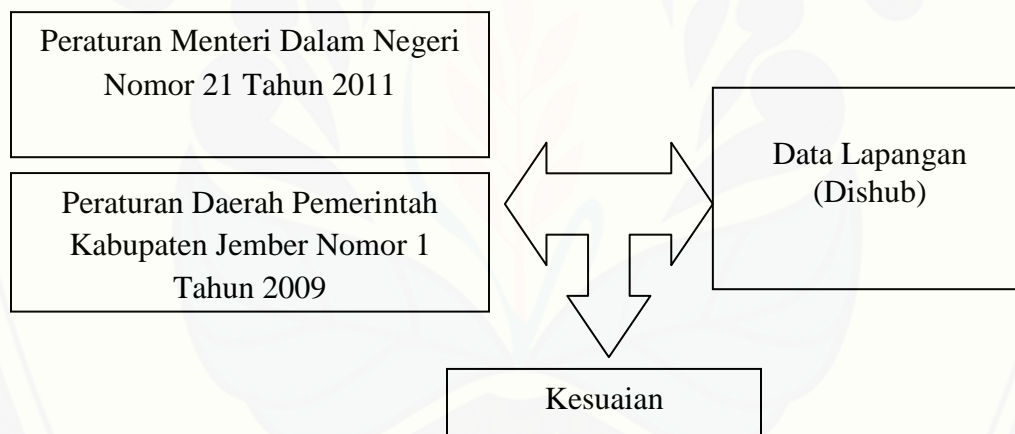 Peraturan Menteri Dalam Negeri
Nomor 21 Tahun 2011
Peraturan Daerah Pemerintah
Kabupaten Jember Nomor 1
Tahun 2009
Data Lapangan
(Dishub)
Kesuaian